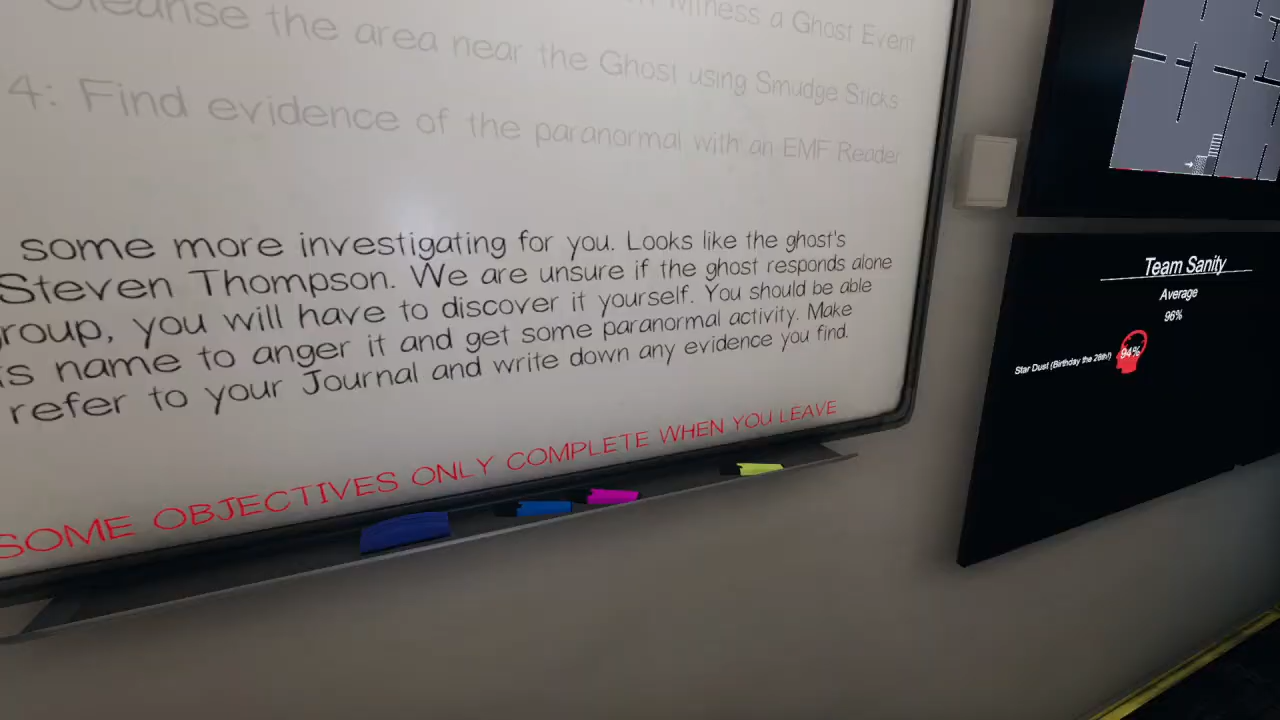 Witness a Ghost Event
Cleanse the area near the Ghost using Smudge Sticks
4: Find evidence of the paranormal with an EMF Reader
some more investigating for you. Looks like the ghost's
Steven Thompson. We are unsure if the ghost responds alone
group, you will have to discover it yourself. You should be able
is name to anger it and get some paranormal activity. Make
refer to your Journal and write down any evidence you find.
SOME OBJECTIVES ONLY COMPLETE WHEN YOU LEAVE
Team Sanity
Average
96%
Star Dust (Birthday the 28th!)
94%